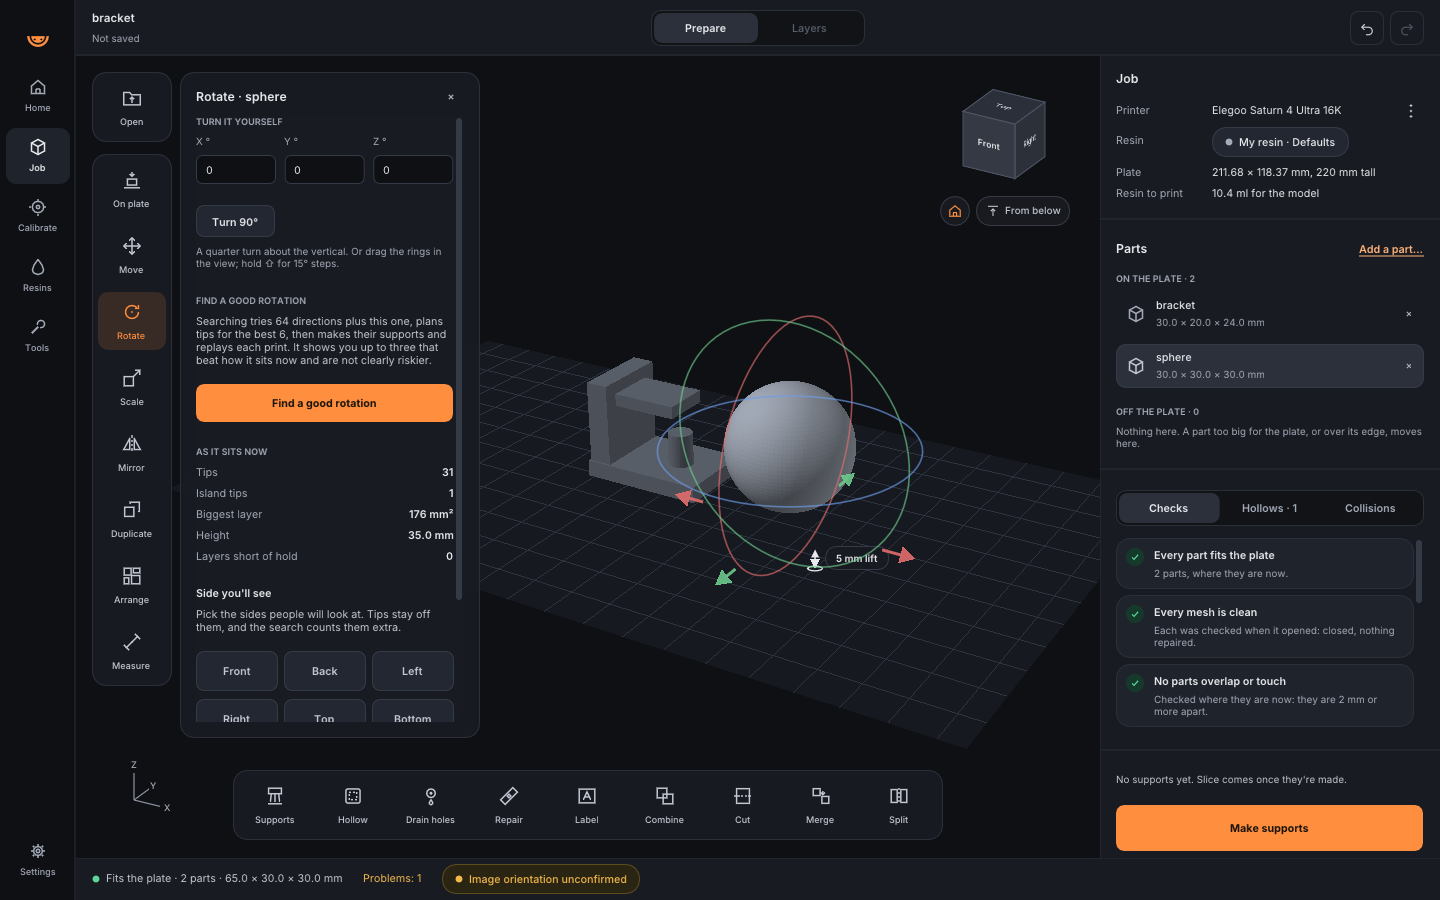 bracket
Not saved
Prepare
Layers
Home
Job
Calibrate
Resins
Tools
Settings
Open
On plate
Move
Rotate
Scale
Mirror
Duplicate
Arrange
Measure
Rotate · sphere
×
TURN IT YOURSELF
X °
Y °
Z °
0
0
0
Turn 90°
A quarter turn about the vertical. Or drag the rings in
the view; hold ⇧ for 15° steps.
FIND A GOOD ROTATION
Searching tries 64 directions plus this one, plans
tips for the best 6, then makes their supports and
replays each print. It shows you up to three that
beat how it sits now and are not clearly riskier.
Find a good rotation
AS IT SITS NOW
Tips 31
Island tips 1
Biggest layer 176 mm²
Height 35.0 mm
Layers short of hold 0
Side you'll see
Pick the sides people will look at. Tips stay off
them, and the search counts them extra.
Front
Back
Left
Right
Top
Bottom
Top
Front
Right
From below
5 mm lift
Z
Y
X
Supports
Hollow
Drain holes
Repair
Label
Combine
Cut
Merge
Split
Job
Printer Elegoo Saturn 4 Ultra 16K
Resin My resin · Defaults
Plate 211.68 × 118.37 mm, 220 mm tall
Resin to print 10.4 ml for the model
Parts
Add a part...
ON THE PLATE · 2
bracket
30.0 × 20.0 × 24.0 mm
×
sphere
30.0 × 30.0 × 30.0 mm
×
OFF THE PLATE · 0
Nothing here. A part too big for the plate, or over its edge, moves
here.
Checks
Hollows · 1
Collisions
Every part fits the plate
2 parts, where they are now.
Every mesh is clean
Each was checked when it opened: closed, nothing
repaired.
No parts overlap or touch
Checked where they are now: they are 2 mm or
more apart.
No supports yet. Slice comes once they're made.
Make supports
Fits the plate · 2 parts · 65.0 × 30.0 × 30.0 mm
Problems: 1
Image orientation unconfirmed